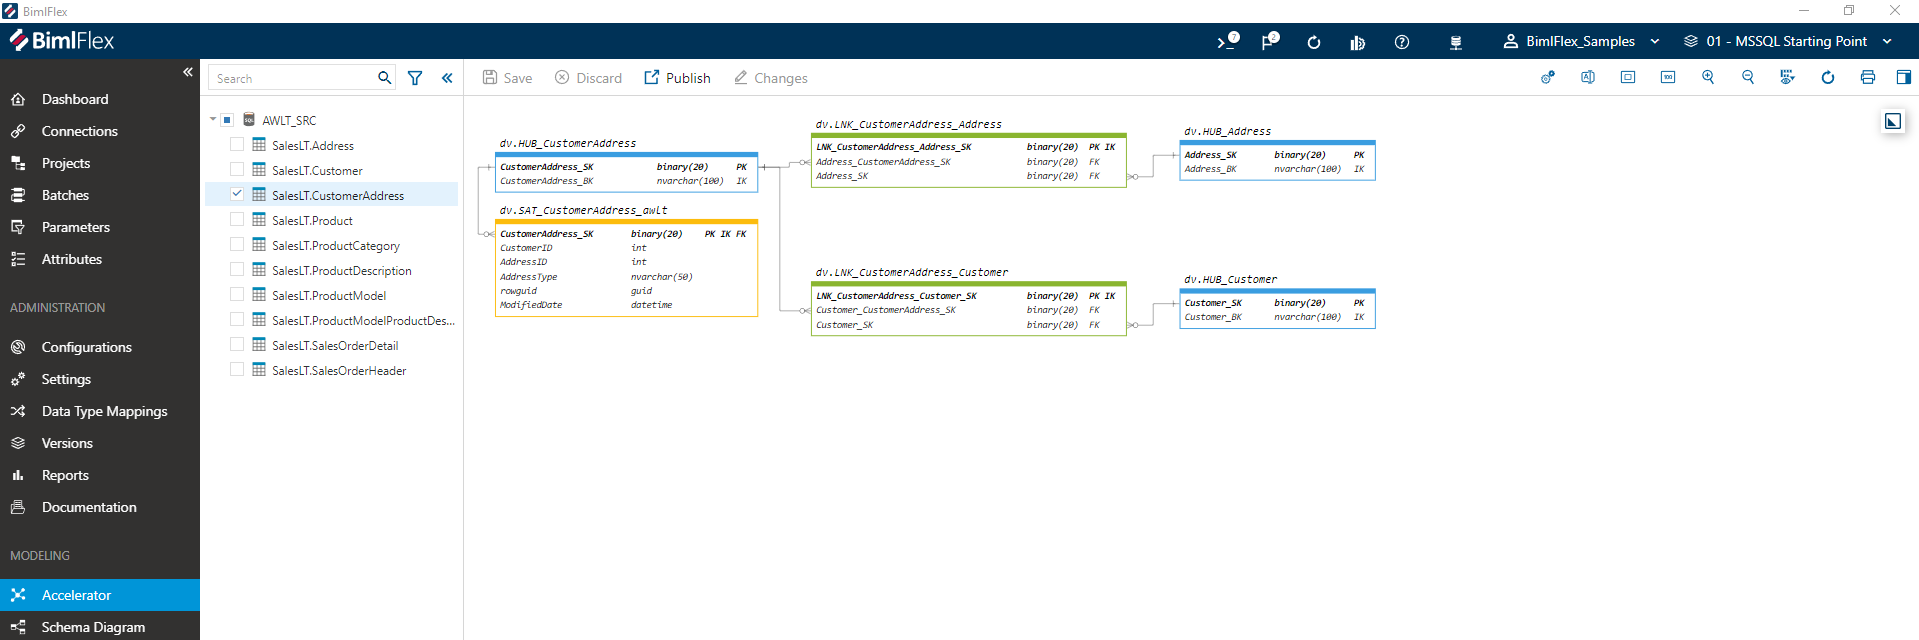 BimlFlex
BimlFlex
7
2
BimlFlex_Samples
01 - MSSQL Starting Point
Dashboard
Connections
Projects
Batches
Parameters
Attributes
ADMINISTRATION
Configurations
Settings
Data Type Mappings
Versions
Reports
Documentation
MODELING
Accelerator
Schema Diagram
Search
AWLT_SRC
SalesLT.Address
SalesLT.Customer
SalesLT.CustomerAddress
SalesLT.Product
SalesLT.ProductCategory
SalesLT.ProductDescription
SalesLT.ProductModel
SalesLT.ProductModelProductDes...
SalesLT.SalesOrderDetail
SalesLT.SalesOrderHeader
Save Discard Publish Changes
dv.HUB_CustomerAddress
CustomerAddress_SK binary(20) PK
CustomerAddress_BK nvarchar(100) IK
dv.SAT_CustomerAddress_awlt
CustomerAddress_SK binary(20) PK IK FK
CustomerID int
AddressID int
AddressType nvarchar(50)
rowguid guid
ModifiedDate datetime
dv.LNK_CustomerAddress_Address
LNK_CustomerAddress_Address_SK binary(20) PK IK
Address_CustomerAddress_SK binary(20) FK
Address_SK binary(20) FK
dv.LNK_CustomerAddress_Customer
LNK_CustomerAddress_Customer_SK binary(20) PK IK
Customer_CustomerAddress_SK binary(20) FK
Customer_SK binary(20) FK
dv.HUB_Address
Address_SK binary(20) PK
Address_BK nvarchar(100) IK
dv.HUB_Customer
Customer_SK binary(20) PK
Customer_BK nvarchar(100) IK